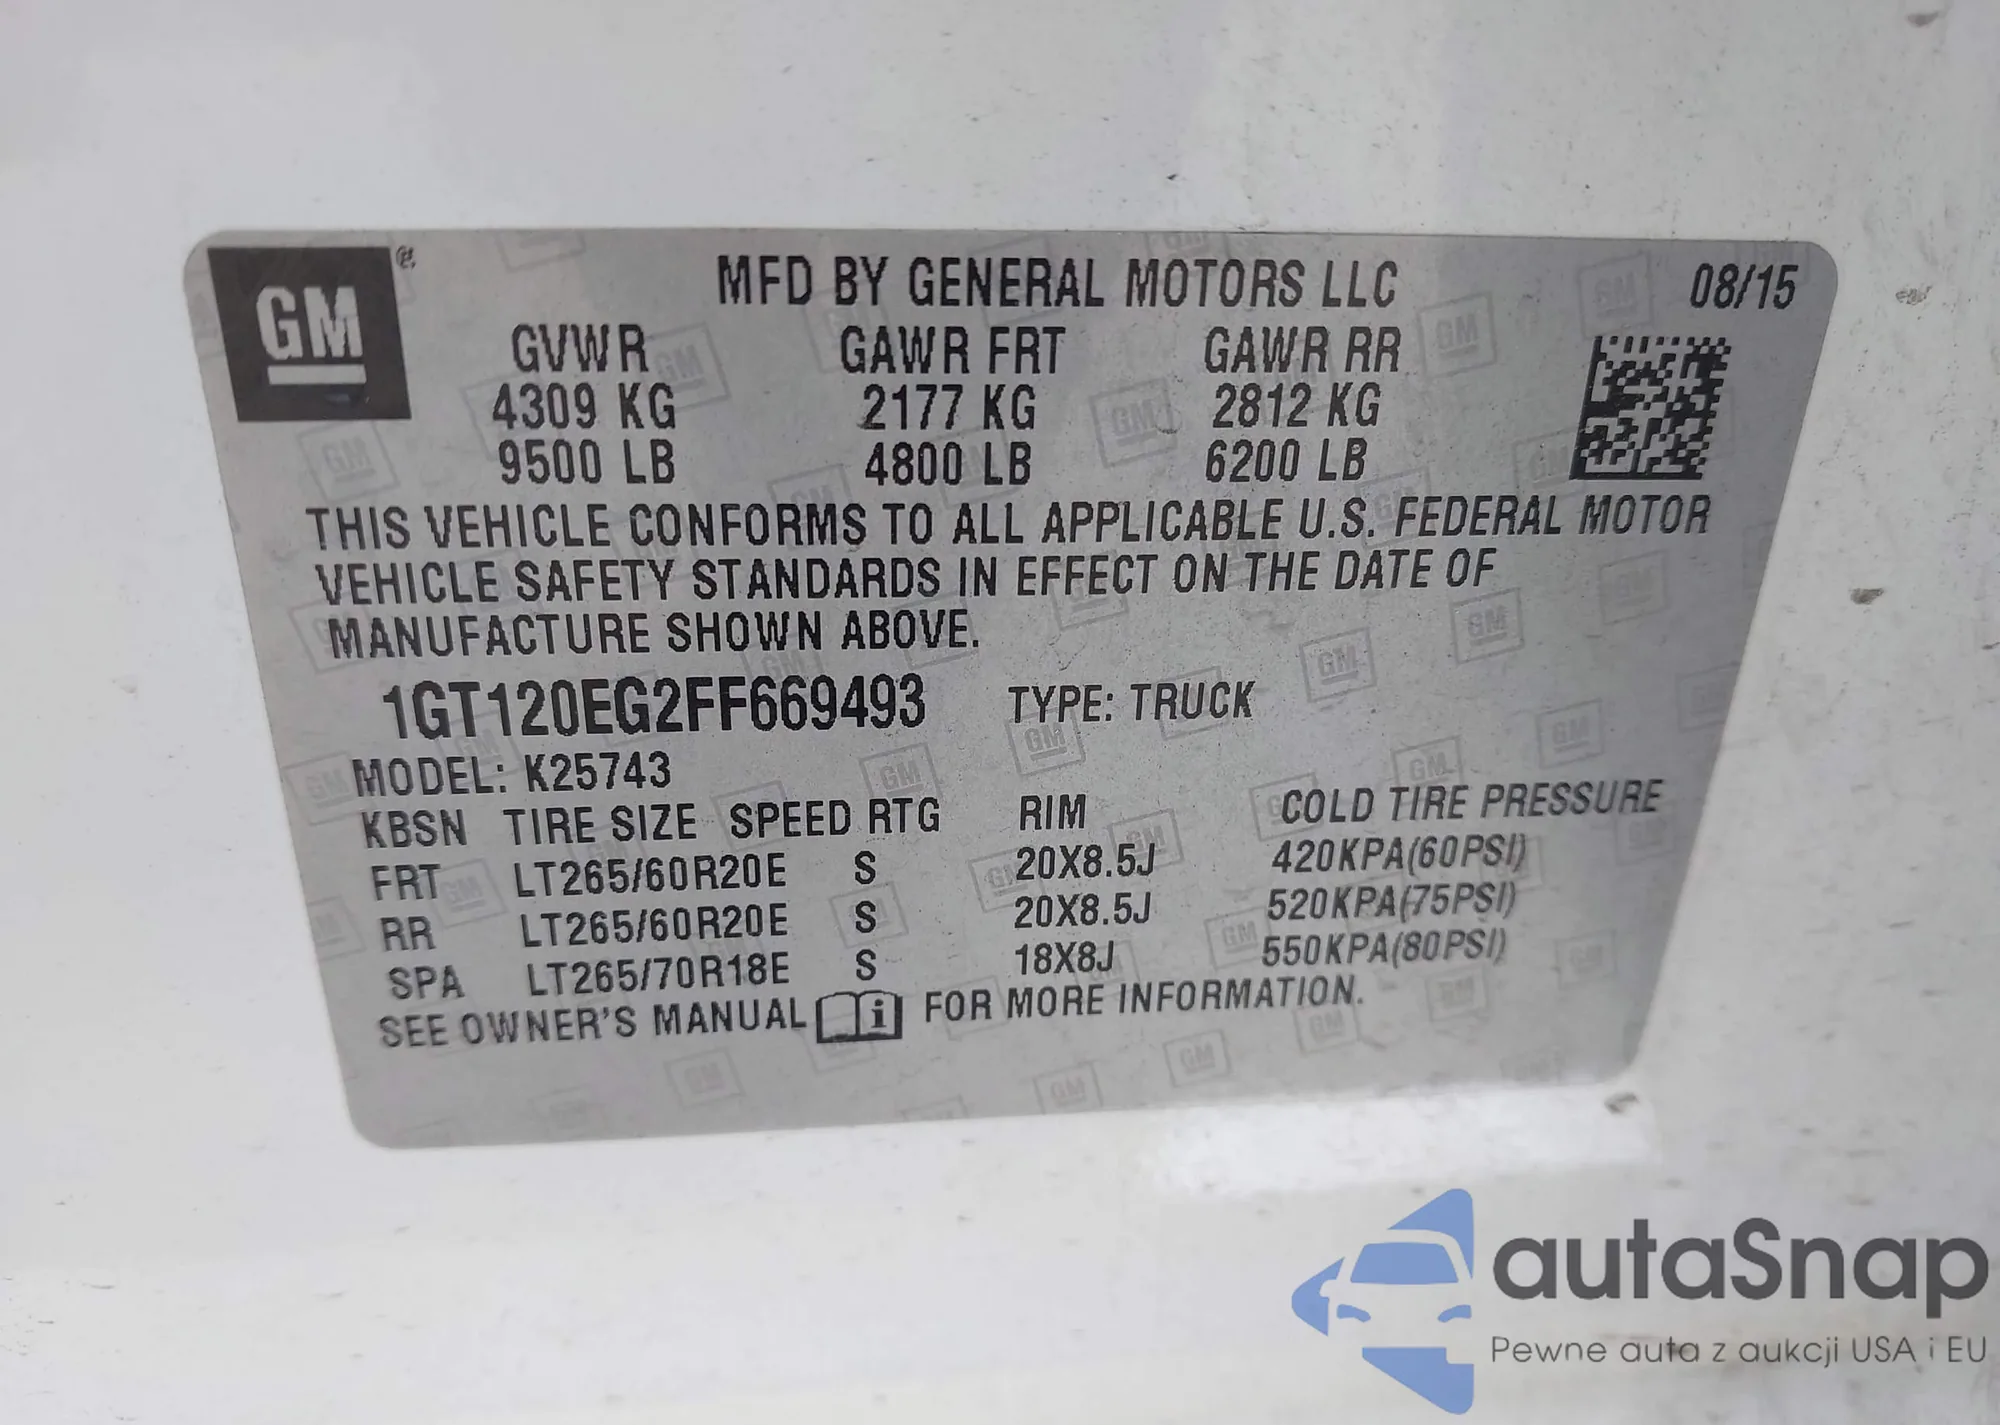 GM
MFD BY GENERAL MOTORS LLC 08/15
GVWR GAWR FRT GAWR RR
4309 KG 2177 KG 2812 KG
9500 LB 4800 LB 6200 LB
THIS VEHICLE CONFORMS TO ALL APPLICABLE U.S. FEDERAL MOTOR
VEHICLE SAFETY STANDARDS IN EFFECT ON THE DATE OF
MANUFACTURE SHOWN ABOVE.
1GT120EG2FF669493 TYPE: TRUCK
MODEL: K25743
KBSN TIRE SIZE SPEED RTG RIM COLD TIRE PRESSURE
FRT LT265/60R20E S 20X8.5J 420KPA(60PSI)
RR LT265/60R20E S 20X8.5J 520KPA(75PSI)
SPA LT265/70R18E S 18X8J 550KPA(80PSI)
SEE OWNER'S MANUAL i FOR MORE INFORMATION.
autaSnap
Pewne auta z aukcji USA i EU